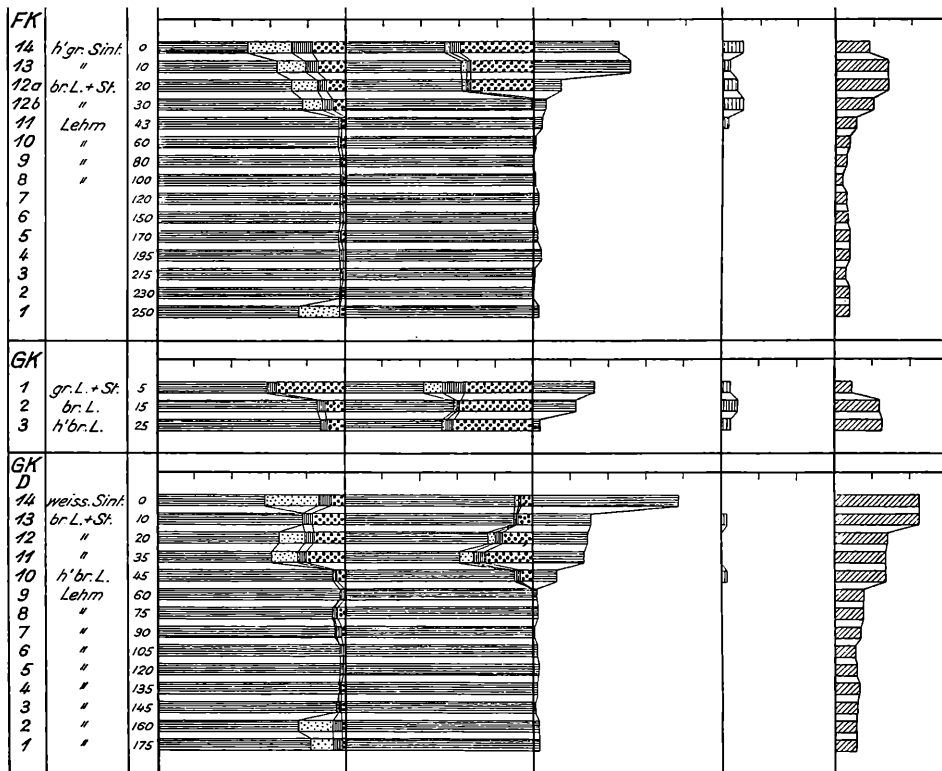 FK
14 h'gr. Sint. 0
13 " 10
12a br.L.+St. 20
12b " 30
11 Lehm 43
10 " 60
9 " 80
8 " 100
7 120
6 150
5 170
4 195
3 215
2 230
1 250
GK
1 gr.L.+St. 5
2 br.L. 15
3 h'br.L. 25
GK
D
14 weiss.Sint. 0
13 br.L.+St. 10
12 " 20
11 " 35
10 h'br.L. 45
9 Lehm 60
8 " 75
7 " 90
6 " 105
5 " 120
4 " 135
3 " 145
2 " 160
1 " 175